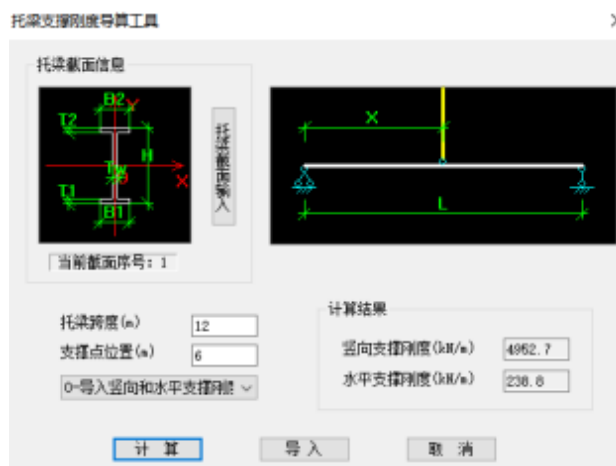 托梁支撑刚度导算工具
托梁截面信息
B2 Y
T2
H
Tw
X
T1
B1
托梁截面输入
X
L
当前截面序号: 1
托梁跨度(m) 12
支撑点位置(m) 6
0-导入竖向和水平支撑刚度
计算结果
竖向支撑刚度(kN/m) 4952.7
水平支撑刚度(kN/m) 238.8
计 算
导 入
取 消